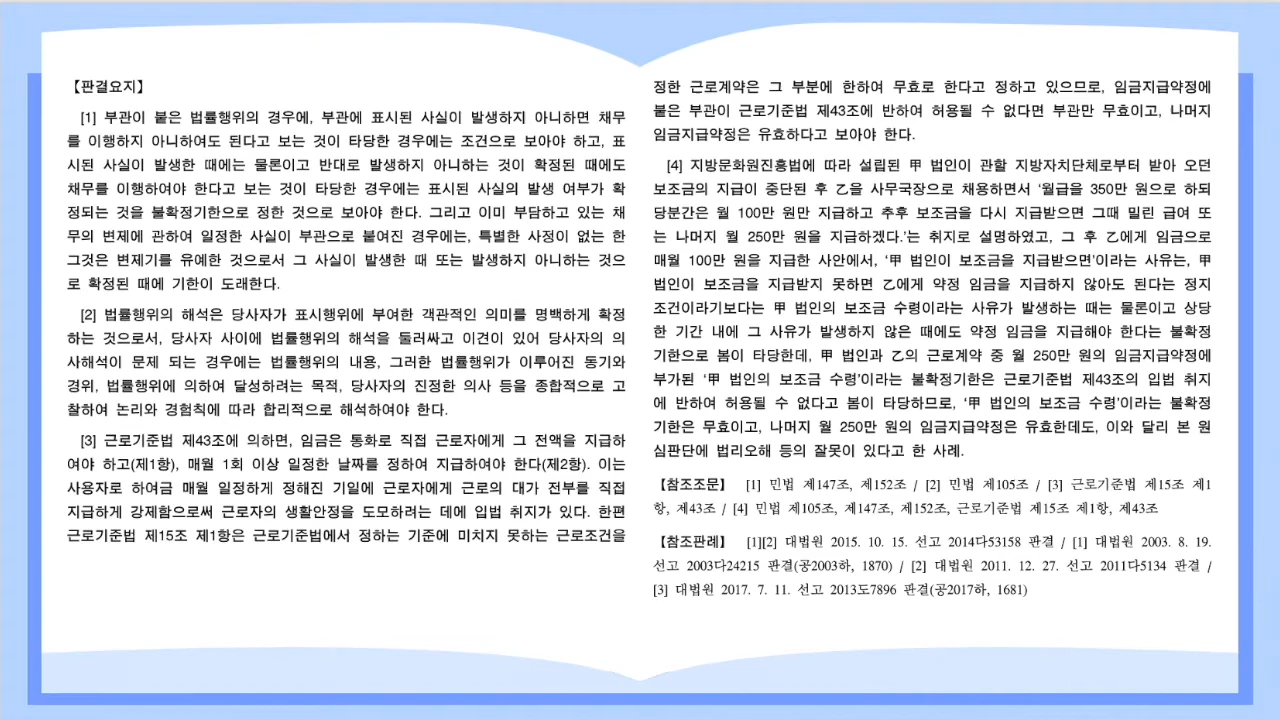 【판결요지】
[1] 부관이 붙은 법률행위의 경우에, 부관에 표시된 사실이 발생하지 아니하면 채무
를 이행하지 아니하여도 된다고 보는 것이 타당한 경우에는 조건으로 보아야 하고, 표
시된 사실이 발생한 때에는 물론이고 반대로 발생하지 아니하는 것이 확정된 때에도
채무를 이행하여야 한다고 보는 것이 타당한 경우에는 표시된 사실의 발생 여부가 확
정되는 것을 불확정기한으로 정한 것으로 보아야 한다. 그리고 이미 부담하고 있는 채
무의 변제에 관하여 일정한 사실이 부관으로 붙여진 경우에는, 특별한 사정이 없는 한
그것은 변제기를 유예한 것으로서 그 사실이 발생한 때 또는 발생하지 아니하는 것으
로 확정된 때에 기한이 도래한다.
[2] 법률행위의 해석은 당사자가 표시행위에 부여한 객관적인 의미를 명백하게 확정
하는 것으로서, 당사자 사이에 법률행위의 해석을 둘러싸고 이견이 있어 당사자의 의
사해석이 문제 되는 경우에는 법률행위의 내용, 그러한 법률행위가 이루어진 동기와
경위, 법률행위에 의하여 달성하려는 목적, 당사자의 진정한 의사 등을 종합적으로 고
찰하여 논리와 경험칙에 따라 합리적으로 해석하여야 한다.
[3] 근로기준법 제43조에 의하면, 임금은 통화로 직접 근로자에게 그 전액을 지급하
여야 하고(제1항), 매월 1회 이상 일정한 날짜를 정하여 지급하여야 한다(제2항). 이는
사용자로 하여금 매월 일정하게 정해진 기일에 근로자에게 근로의 대가 전부를 직접
지급하게 강제함으로써 근로자의 생활안정을 도모하려는 데에 입법 취지가 있다. 한편
근로기준법 제15조 제1항은 근로기준법에서 정하는 기준에 미치지 못하는 근로조건을
정한 근로계약은 그 부분에 한하여 무효로 한다고 정하고 있으므로, 임금지급약정에
붙은 부관이 근로기준법 제43조에 반하여 허용될 수 없다면 부관만 무효이고, 나머지
임금지급약정은 유효하다고 보아야 한다.
[4] 지방문화원진흥법에 따라 설립된 甲 법인이 관할 지방자치단체로부터 받아 오던
보조금의 지급이 중단된 후 乙을 사무국장으로 채용하면서 ‘월급을 350만 원으로 하되
당분간은 월 100만 원만 지급하고 추후 보조금을 다시 지급받으면 그때 밀린 급여 또
는 나머지 월 250만 원을 지급하겠다.’는 취지로 설명하였고, 그 후 乙에게 임금으로
매월 100만 원을 지급한 사안에서, ‘甲 법인이 보조금을 지급받으면’이라는 사유는, 甲
법인이 보조금을 지급받지 못하면 乙에게 약정 임금을 지급하지 않아도 된다는 정지
조건이라기보다는 甲 법인의 보조금 수령이라는 사유가 발생하는 때는 물론이고 상당
한 기간 내에 그 사유가 발생하지 않은 때에도 약정 임금을 지급해야 한다는 불확정
기한으로 봄이 타당한데, 甲 법인과 乙의 근로계약 중 월 250만 원의 임금지급약정에
부가된 ‘甲 법인의 보조금 수령’이라는 불확정기한은 근로기준법 제43조의 입법 취지
에 반하여 허용될 수 없다고 봄이 타당하므로, ‘甲 법인의 보조금 수령’이라는 불확정
기한은 무효이고, 나머지 월 250만 원의 임금지급약정은 유효한데도, 이와 달리 본 원
심판단에 법리오해 등의 잘못이 있다고 한 사례.
【참조조문】 [1] 민법 제147조, 제152조 / [2] 민법 제105조 / [3] 근로기준법 제15조 제1
항, 제43조 / [4] 민법 제105조, 제147조, 제152조, 근로기준법 제15조 제1항, 제43조
【참조판례】 [1][2] 대법원 2015. 10. 15. 선고 2014다53158 판결 / [1] 대법원 2003. 8. 19.
선고 2003다24215 판결(공2003하, 1870) / [2] 대법원 2011. 12. 27. 선고 2011다5134 판결 /
[3] 대법원 2017. 7. 11. 선고 2013도7896 판결(공2017하, 1681)